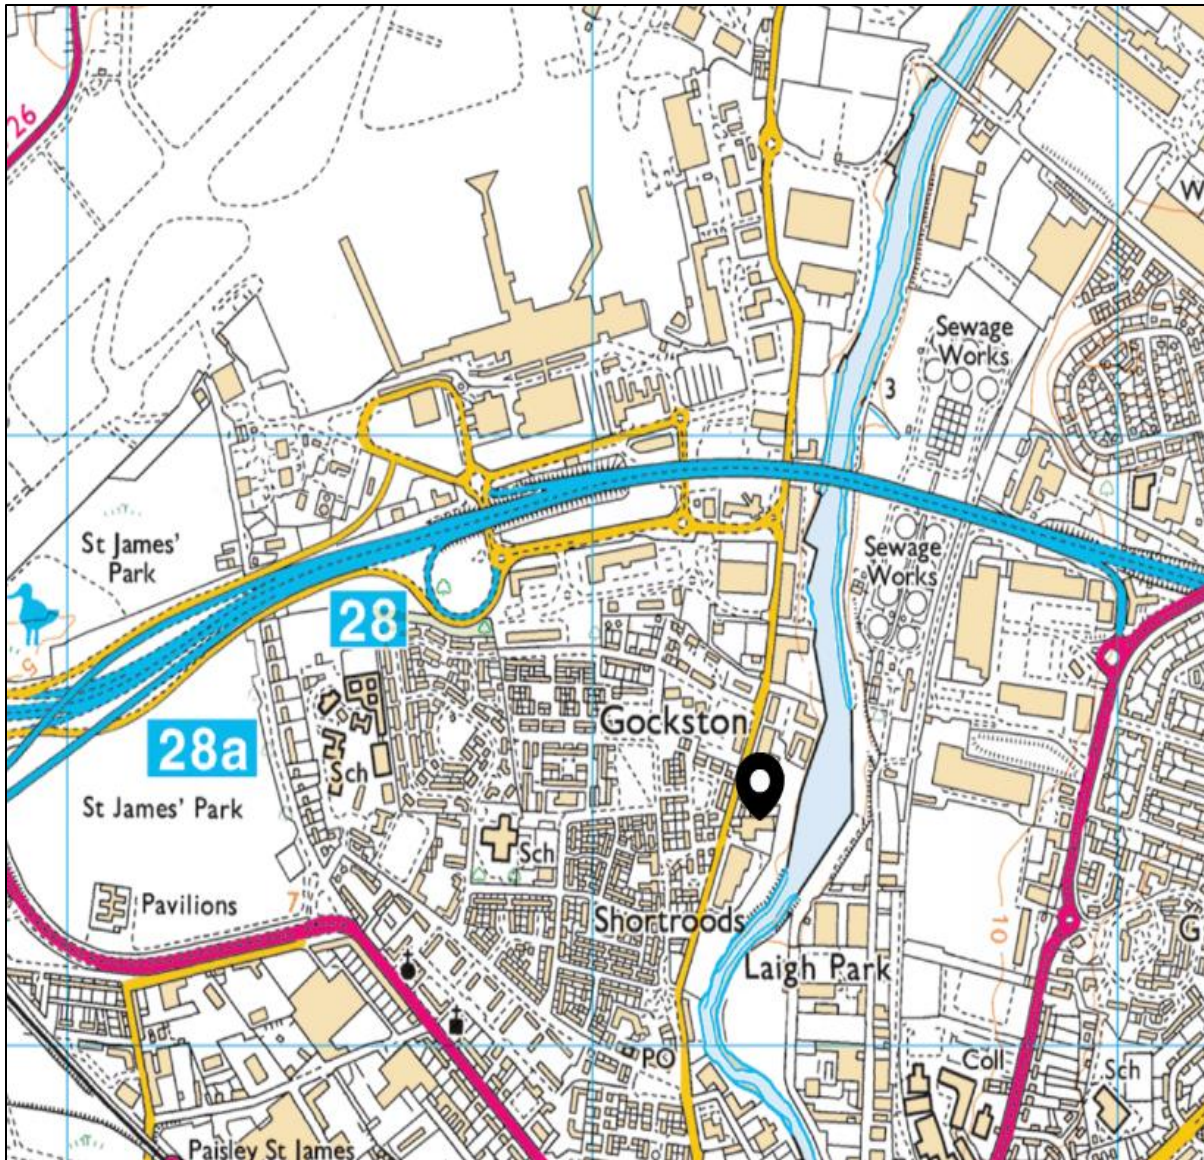 26
W
Sewage
Works
3
St James'
Park
Sewage
Works
28
5
Gockston
28a
Sch
St James' Park
Sch
Pavilions
7
Shortroods
10
G
Laigh Park
PO
Coll
Sch
Paisley St James